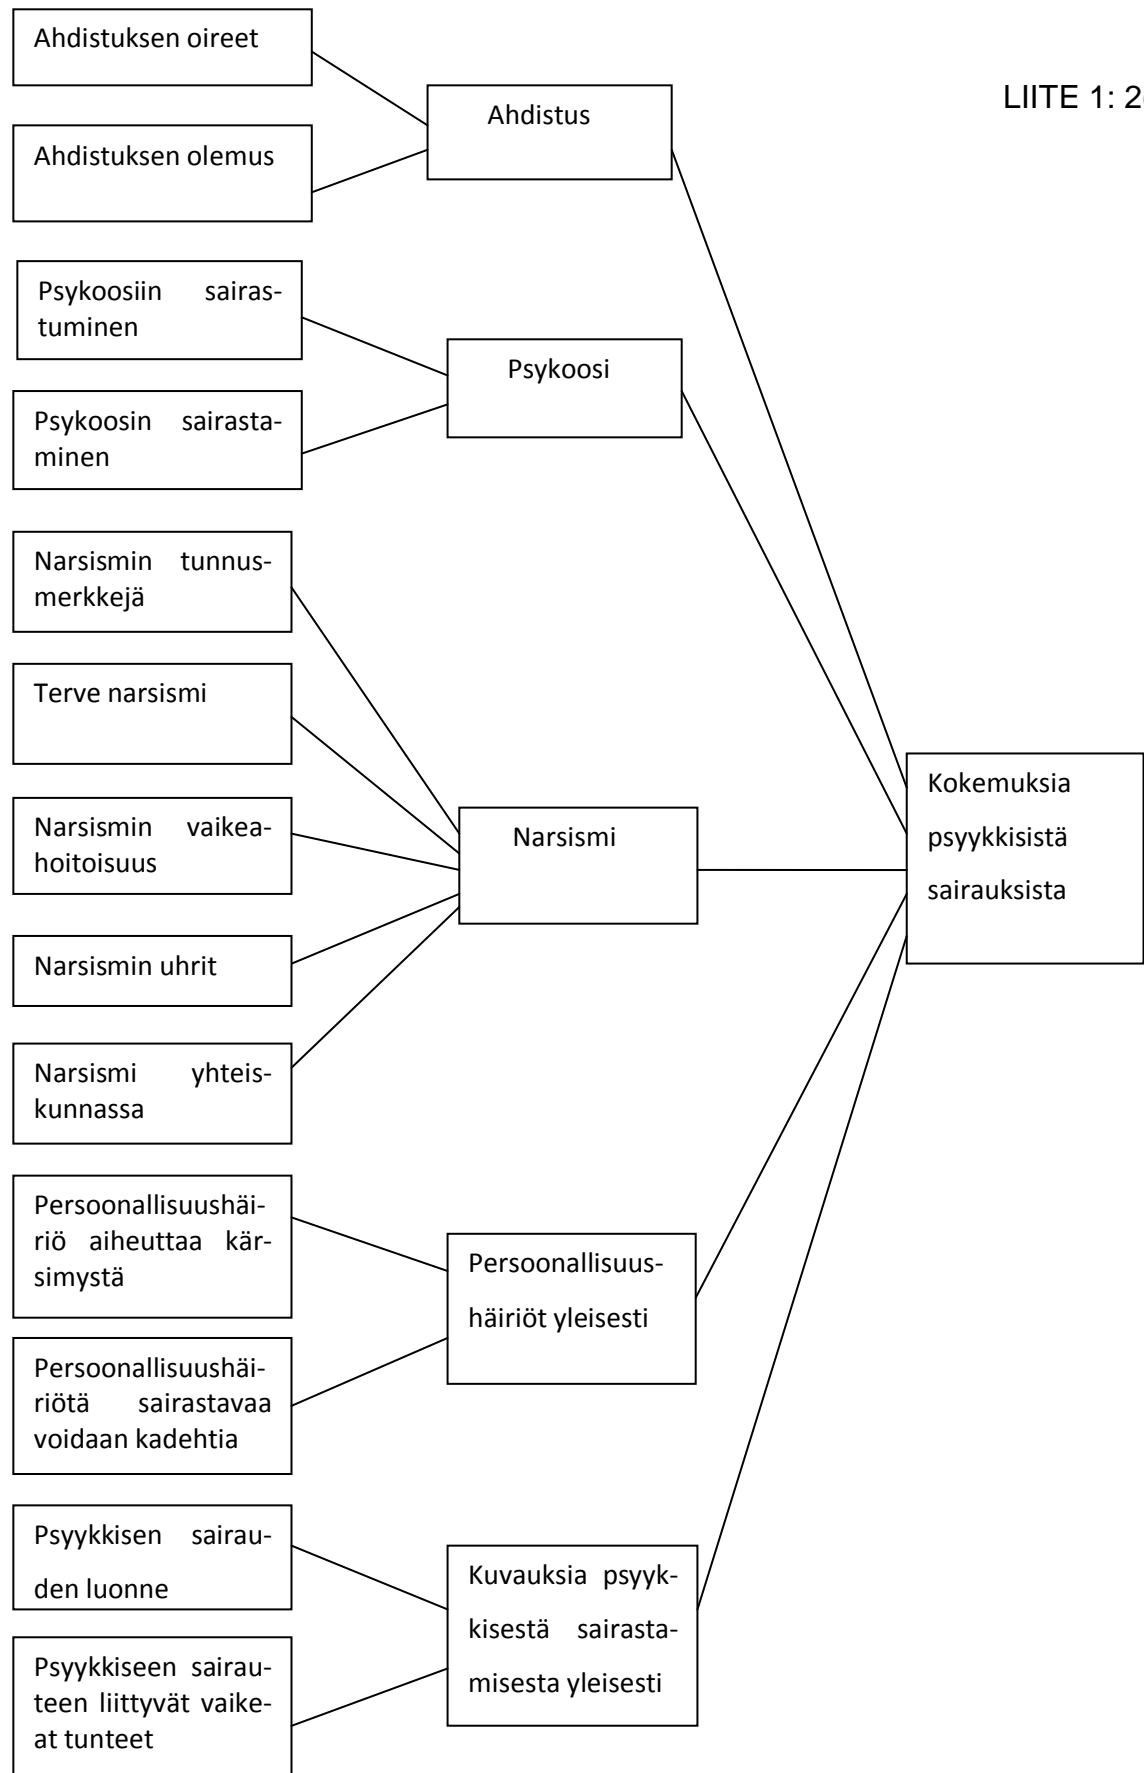 Ahdistuksen oireet
LIITE 1: 2
Ahdistus
Ahdistuksen olemus
Psykoosiin sairas-
tuminen
Psykoosi
Psykoosin sairasta-
minen
Narsismin tunnus-
merkkejä
Terve narsismi
Narsismin vaikea-
hoitoisuus
Narsismi
Narsismin uhrit
Narsismi yhteis-
kunnassa
Kokemuksia
psyykkisistä
sairauksista
Persoonallisuushäi-
riö aiheuttaa kär-
simystä
Persoonallisuus-
häiriöt yleisesti
Persoonallisuushäi-
riötä sairastavaa
voidaan kadehtia
Psyykkisen sairau-
den luonne
Kuvauksia psyyk-
kisestä sairasta-
misesta yleisesti
Psyykkiseen sairau-
teen liittyvät vaike-
at tunteet